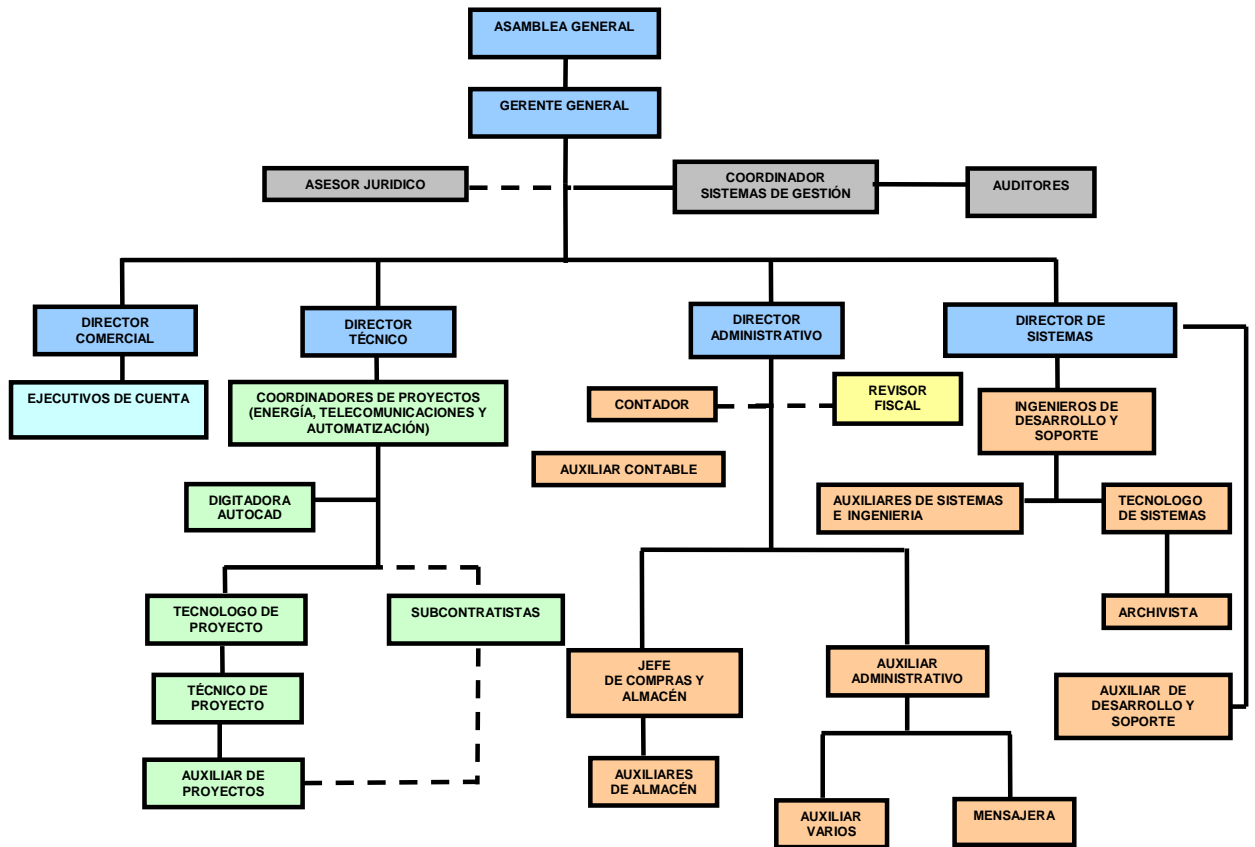 ASAMBLEA GENERAL
GERENTE GENERAL
ASESOR JURIDICO
COORDINADOR
SISTEMAS DE GESTIÓN
AUDITORES
DIRECTOR
COMERCIAL
DIRECTOR
TÉCNICO
DIRECTOR
ADMINISTRATIVO
DIRECTOR DE
SISTEMAS
EJECUTIVOS DE CUENTA
COORDINADORES DE PROYECTOS
(ENERGÍA, TELECOMUNICACIONES Y
AUTOMATIZACIÓN)
CONTADOR
REVISOR
FISCAL
INGENIEROS DE
DESARROLLO Y
SOPORTE
AUXILIAR CONTABLE
DIGITADORA
AUTOCAD
AUXILIARES DE SISTEMAS
E INGENIERIA
TECNOLOGO
DE SISTEMAS
TECNOLOGO DE
PROYECTO
SUBCONTRATISTAS
ARCHIVISTA
JEFE
DE COMPRAS Y
ALMACÉN
AUXILIAR
ADMINISTRATIVO
TÉCNICO DE
PROYECTO
AUXILIAR DE
DESARROLLO Y
SOPORTE
AUXILIAR DE
PROYECTOS
AUXILIARES
DE ALMACÉN
AUXILIAR
VARIOS
MENSAJERA